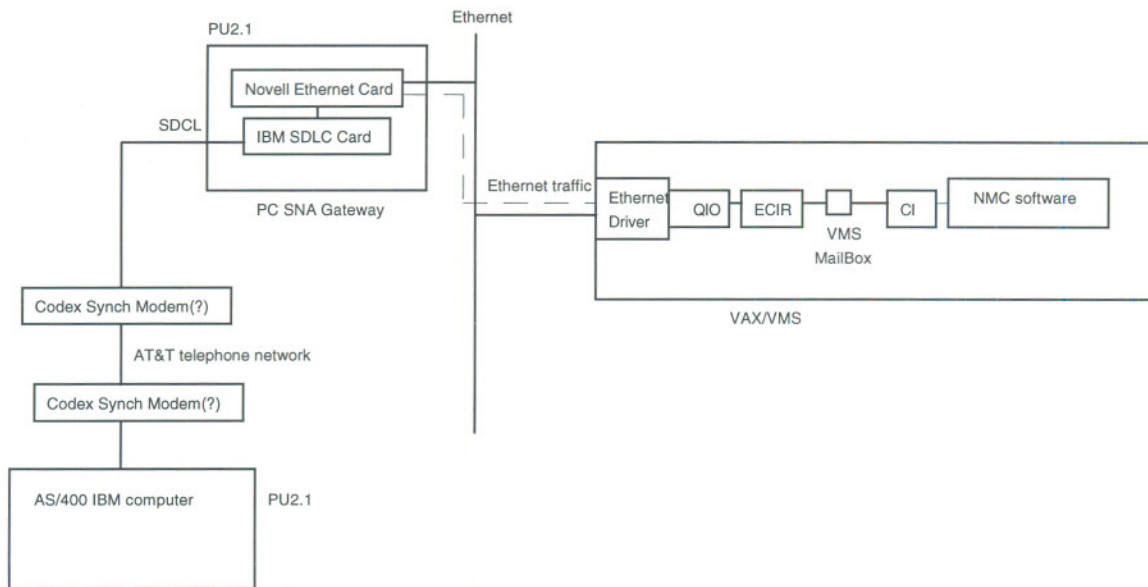 Ethernet
PU2.1
Novell Ethernet Card
SDCL
IBM SDLC Card
PC SNA Gateway
Ethernet traffic
Ethernet
Driver
QIO
ECIR
VMS
MailBox
CI
NMC software
VAX/VMS
Codex Synch Modem(?)
AT&T telephone network
Codex Synch Modem(?)
AS/400 IBM computer
PU2.1